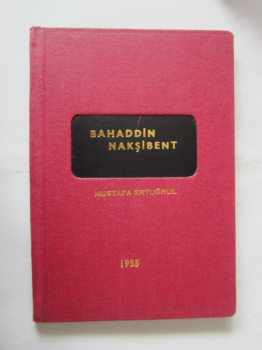 BAHADDİN
NAKŞİBENT
MUSTAFA ERTUĞRUL
1955